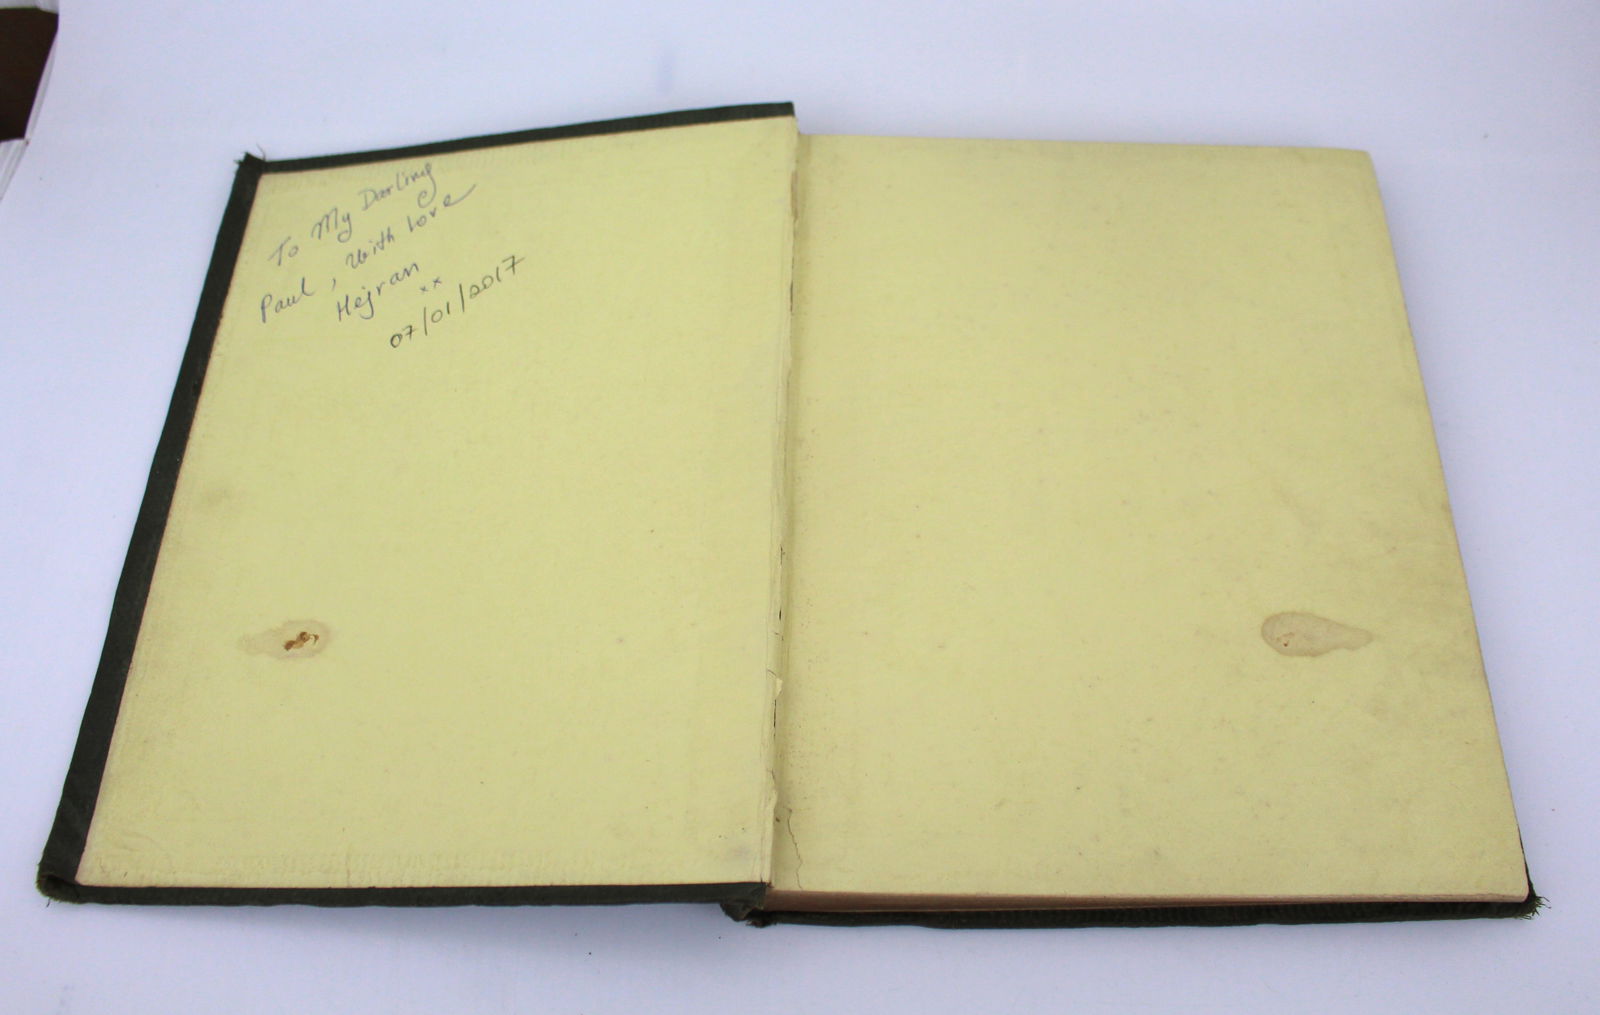 To My Darling
Paul, With love
Hejran
xx
07/01/2017